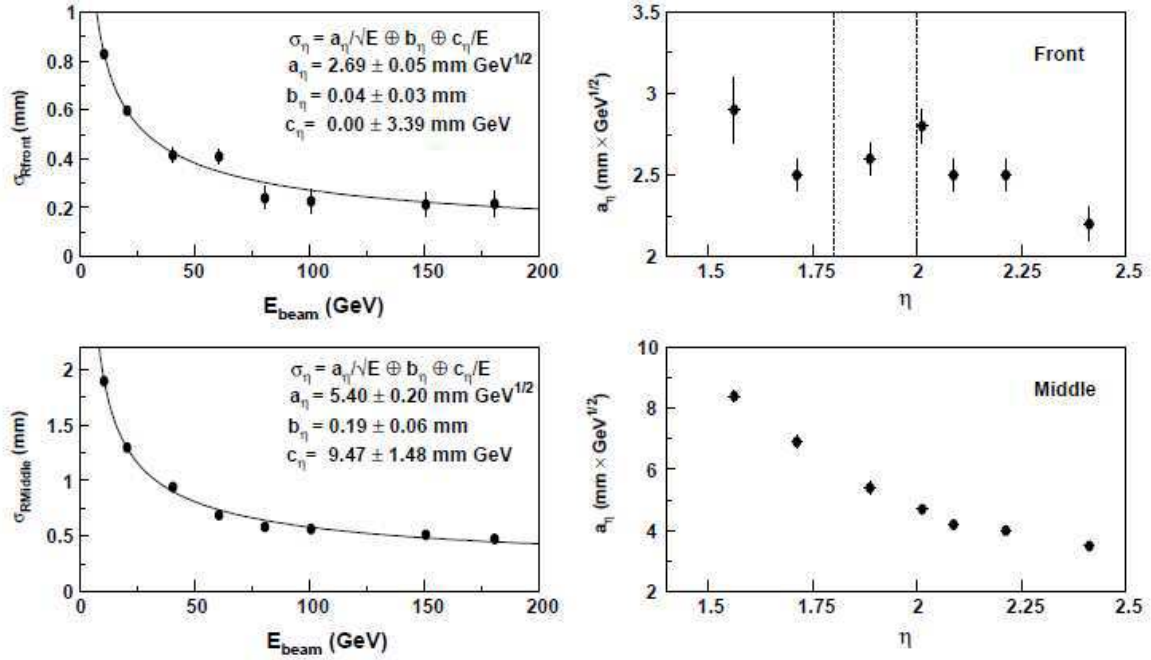 σ_Rfront (mm)
1
0.8
0.6
0.4
0.2
0
σ_η = a_η/√E ⊕ b_η ⊕ c_η/E
a_η = 2.69 ± 0.05 mm GeV^1/2
b_η = 0.04 ± 0.03 mm
c_η= 0.00 ± 3.39 mm GeV
0 50 100 150 200
E_beam (GeV)
a_η (mm × GeV^1/2)
3.5
3
2.5
2
Front
1.5 1.75 2 2.25 2.5
η
σ_RMiddle (mm)
2
1.5
1
0.5
0
σ_η = a_η/√E ⊕ b_η ⊕ c_η/E
a_η = 5.40 ± 0.20 mm GeV^1/2
b_η = 0.19 ± 0.06 mm
c_η= 9.47 ± 1.48 mm GeV
0 50 100 150 200
E_beam (GeV)
a_η (mm × GeV^1/2)
10
8
6
4
2
Middle
1.5 1.75 2 2.25 2.5
η